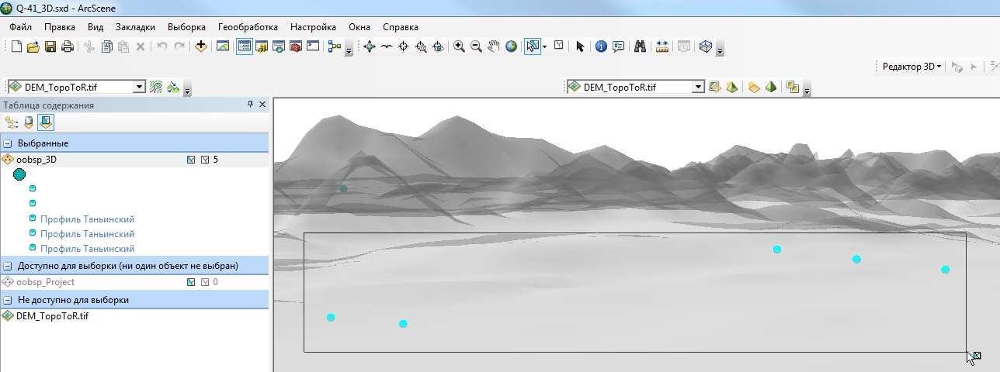 Q-41_3D.sxd - ArcScene
Файл Правка Вид Закладки Выборка Геообработка Настройка Окна Справка
Редактор 3D
DEM_TopoToR.tif DEM_TopoToR.tif
Таблица содержания
Выбранные
oobsp_3D 5
Профиль Таньинский
Профиль Таньинский
Профиль Таньинский
Доступно для выборки (ни один объект не выбран)
oobsp_Project 0
Не доступно для выборки
DEM_TopoToR.tif